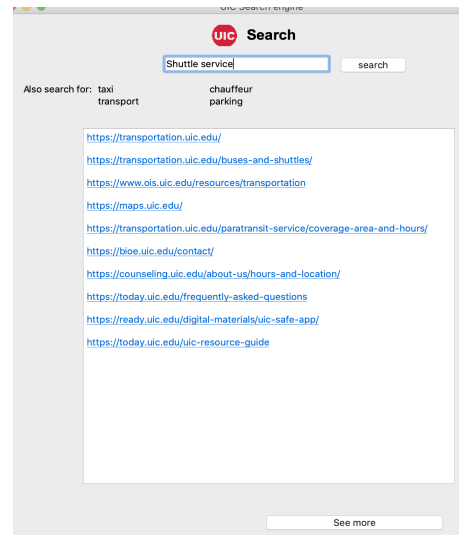 UIC Search engine
UIC Search
Shuttle service search
Also search for: taxi chauffeur
transport parking
https://transportation.uic.edu/
https://transportation.uic.edu/buses-and-shuttles/
https://www.ois.uic.edu/resources/transportation
https://maps.uic.edu/
https://transportation.uic.edu/paratransit-service/coverage-area-and-hours/
https://bioe.uic.edu/contact/
https://counseling.uic.edu/about-us/hours-and-location/
https://today.uic.edu/frequently-asked-questions
https://ready.uic.edu/digital-materials/uic-safe-app/
https://today.uic.edu/uic-resource-guide
See more